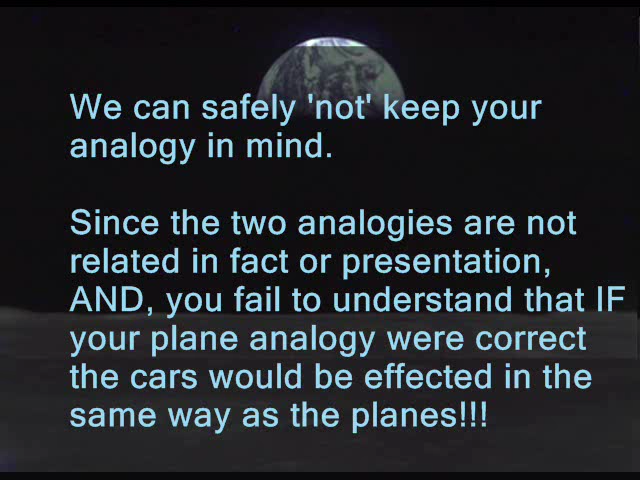 We can safely 'not' keep your
analogy in mind.
Since the two analogies are not
related in fact or presentation,
AND, you fail to understand that IF
your plane analogy were correct
the cars would be effected in the
same way as the planes!!!